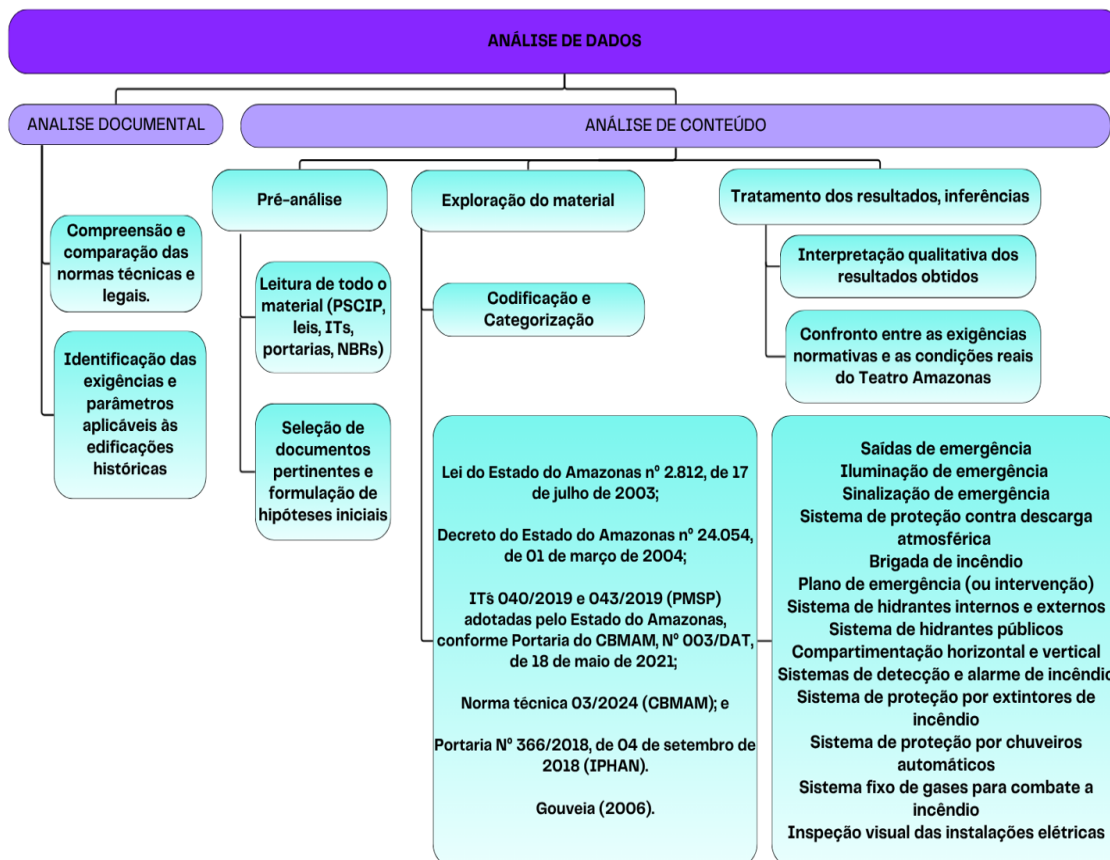 ANÁLISE DE DADOS
ANALISE DOCUMENTAL
ANÁLISE DE CONTEÚDO
Compreensão e
comparação das
normas técnicas e
legais.
Identificação das
exigências e
parâmetros
aplicáveis às
edificações
históricas
Pré-análise
Leitura de todo o
material (PSCIP,
leis, ITs,
portarias, NBRs)
Seleção de
documentos
pertinentes e
formulação de
hipóteses iniciais
Exploração do material
Codificação e
Categorização
Lei do Estado do Amazonas nº 2.812, de 17
de julho de 2003;
Decreto do Estado do Amazonas nº 24.054,
de 01 de março de 2004;
IT's 040/2019 e 043/2019 (PMSP)
adotadas pelo Estado do Amazonas,
conforme Portaria do CBMAM, Nº 003/DAT,
de 18 de maio de 2021;
Norma técnica 03/2024 (CBMAM); e
Portaria Nº 366/2018, de 04 de setembro de
2018 (IPHAN).
Gouveia (2006).
Saídas de emergência
Iluminação de emergência
Sinalização de emergência
Sistema de proteção contra descarga
atmosférica
Brigada de incêndio
Plano de emergência (ou intervenção)
Sistema de hidrantes internos e externos
Sistema de hidrantes públicos
Compartimentação horizontal e vertical
Sistemas de detecção e alarme de incêndio
Sistema de proteção por extintores de
incêndio
Sistema de proteção por chuveiros
automáticos
Sistema fixo de gases para combate a
incêndio
Inspeção visual das instalações elétricas
Tratamento dos resultados, inferências
Interpretação qualitativa dos
resultados obtidos
Confronto entre as exigências
normativas e as condições reais
do Teatro Amazonas